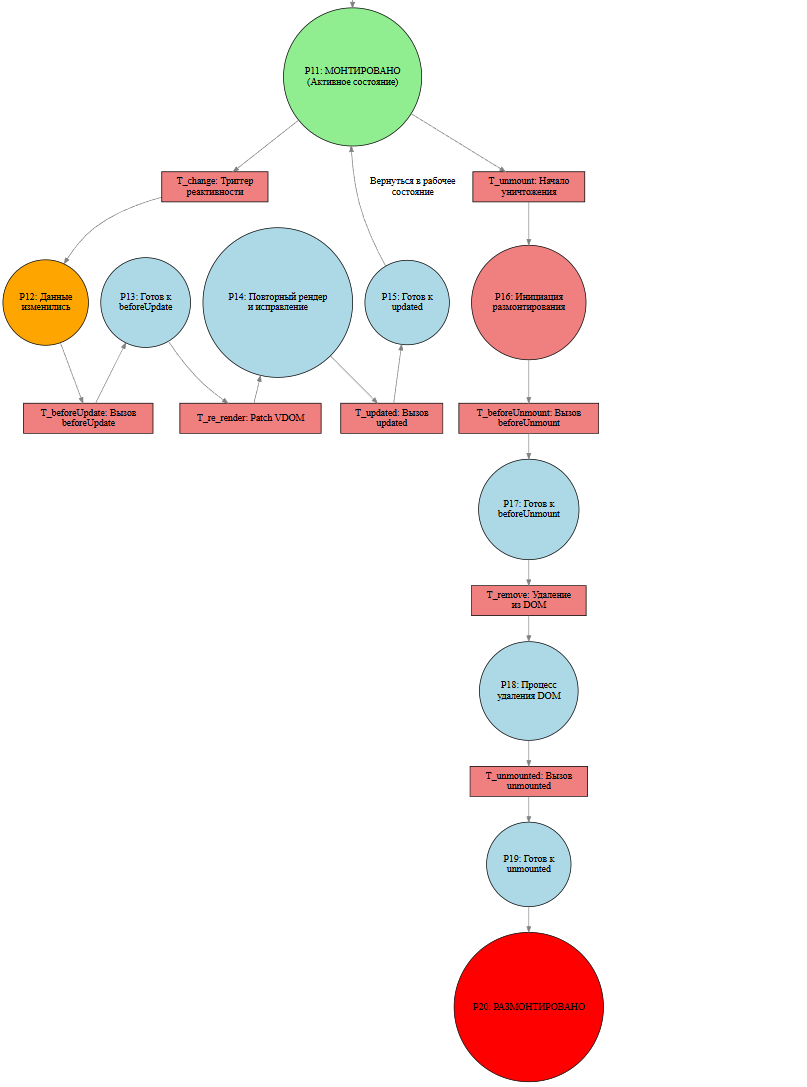 P11: МОНТИРОВАНО
(Активное состояние)
T_change: Триггер
реактивности
Вернуться в рабочее
состояние
T_unmount: Начало
уничтожения
P12: Данные
изменились
P13: Готов к
beforeUpdate
P14: Повторный рендер
и исправление
P15: Готов к
updated
P16: Инициация
размонтирования
T_beforeUpdate: Вызов
beforeUpdate
T_re_render: Patch VDOM
T_updated: Вызов
updated
T_beforeUnmount: Вызов
beforeUnmount
P17: Готов к
beforeUnmount
T_remove: Удаление
из DOM
P18: Процесс
удаления DOM
T_unmounted: Вызов
unmounted
P19: Готов к
unmounted
P20: РАЗМОНТИРОВАНО